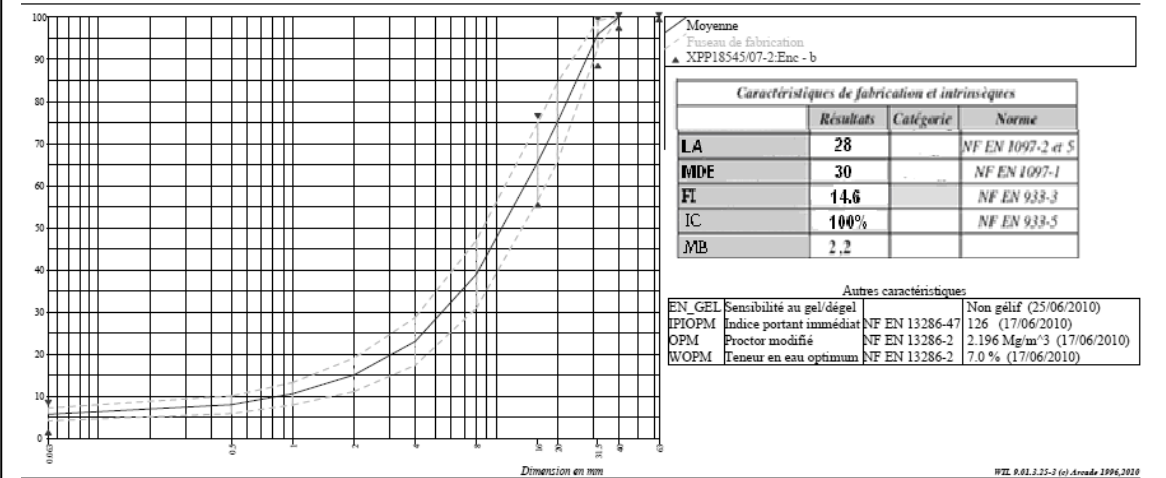 100
90
80
70
60
50
40
30
20
10
0
0.063
0.5
1
2
4
8
16
20
31.5
40
63
Dimension en mm
Moyenne
Fuseau de fabrication
XPP18545/07-2:Enc - b
Caractéristiques de fabrication et intrinsèques
Résultats Catégorie Norme
LA 28 NF EN 1097-2 et 5
MDE 30 NF EN 1097-1
FI 14.6 NF EN 933-3
IC 100% NF EN 933-5
MB 2,2
Autres caractéristiques
EN_GEL Sensibilité au gel/dégel Non gélif (25/06/2010)
IPIOPM Indice portant immédiat NF EN 13286-47 126 (17/06/2010)
OPM Proctor modifié NF EN 13286-2 2.196 Mg/m^3 (17/06/2010)
WOPM Teneur en eau optimum NF EN 13286-2 7.0 % (17/06/2010)
WTL 9.01.3.25-3 (c) Arcade 1996,2010